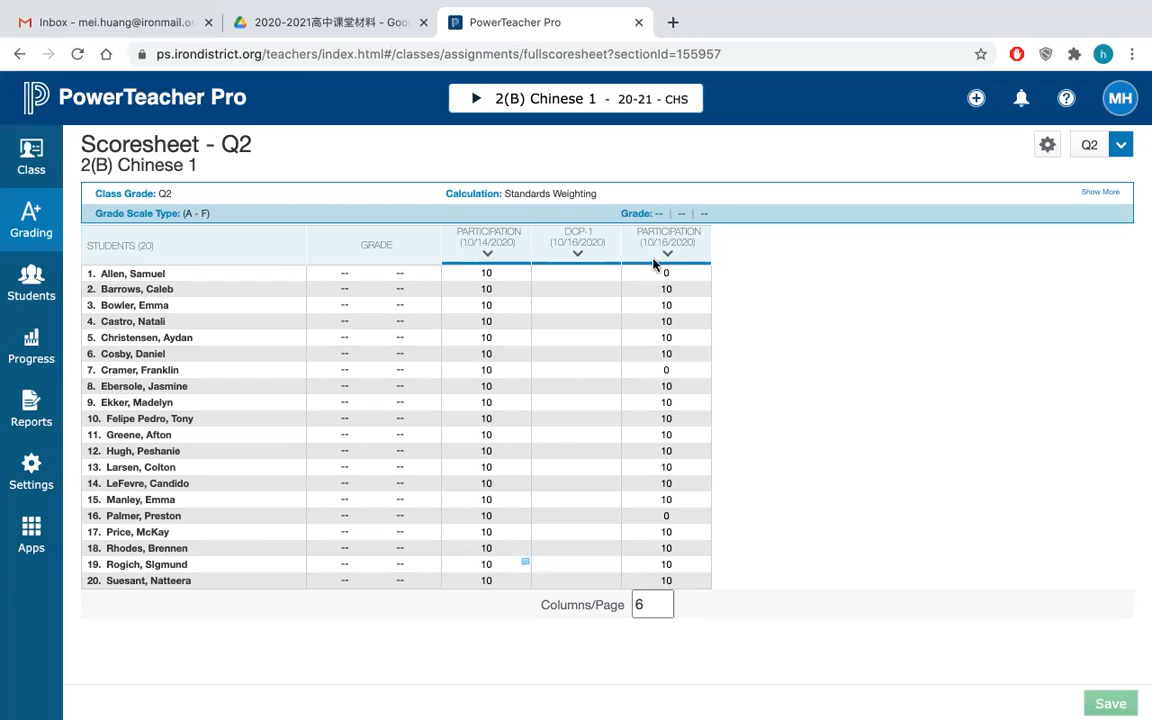 Inbox - mei.huang@ironmail.o
2020-2021高中课堂材料 - Goo
PowerTeacher Pro
ps.irondistrict.org/teachers/index.html#/classes/assignments/fullscoresheet?sectionId=155957
h
PowerTeacher Pro
2(B) Chinese 1 - 20-21 - CHS
MH
Class
Grading
Students
Progress
Reports
Settings
Apps
Scoresheet - Q2
2(B) Chinese 1
Q2
Class Grade: Q2 Calculation: Standards Weighting Show More
Grade Scale Type: (A - F) Grade: -- | -- | --
STUDENTS (20) GRADE PARTICIPATION (10/14/2020) DCP-1 (10/16/2020) PARTICIPATION (10/16/2020)
1. Allen, Samuel -- -- 10 0
2. Barrows, Caleb -- -- 10 10
3. Bowler, Emma -- -- 10 10
4. Castro, Natali -- -- 10 10
5. Christensen, Aydan -- -- 10 10
6. Cosby, Daniel -- -- 10 10
7. Cramer, Franklin -- -- 10 0
8. Ebersole, Jasmine -- -- 10 10
9. Ekker, Madelyn -- -- 10 10
10. Felipe Pedro, Tony -- -- 10 10
11. Greene, Afton -- -- 10 10
12. Hugh, Peshanie -- -- 10 10
13. Larsen, Colton -- -- 10 10
14. LeFevre, Candido -- -- 10 10
15. Manley, Emma -- -- 10 10
16. Palmer, Preston -- -- 10 0
17. Price, McKay -- -- 10 10
18. Rhodes, Brennen -- -- 10 10
19. Rogich, SIgmund -- -- 10 10
20. Suesant, Natteera -- -- 10 10
Columns/Page 6
Save